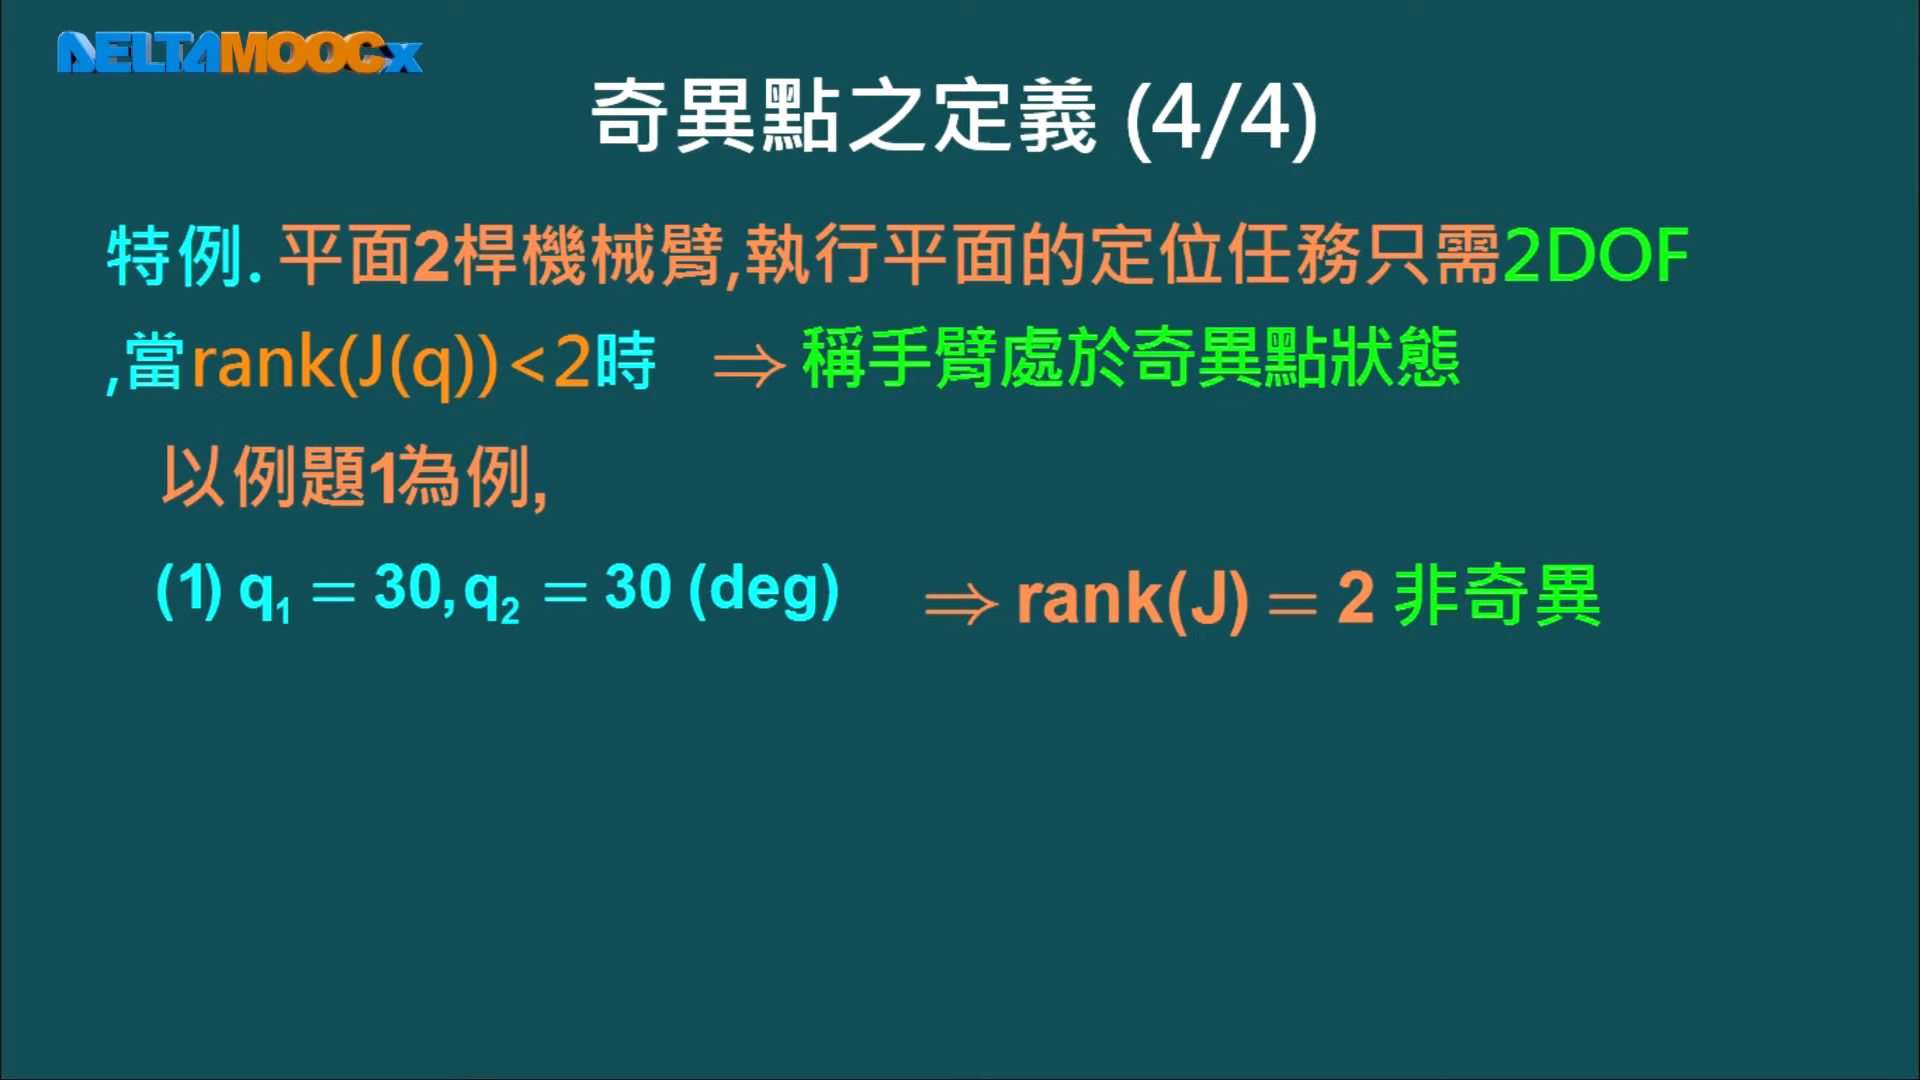 DELTAMOOCx
奇異點之定義 (4/4)
特例. 平面2桿機械臂,執行平面的定位任務只需2DOF
,當rank(J(q))<2時 ⇒ 稱手臂處於奇異點狀態
以例題1為例,
(1) q₁ = 30, q₂ = 30 (deg) ⇒ rank(J) = 2 非奇異